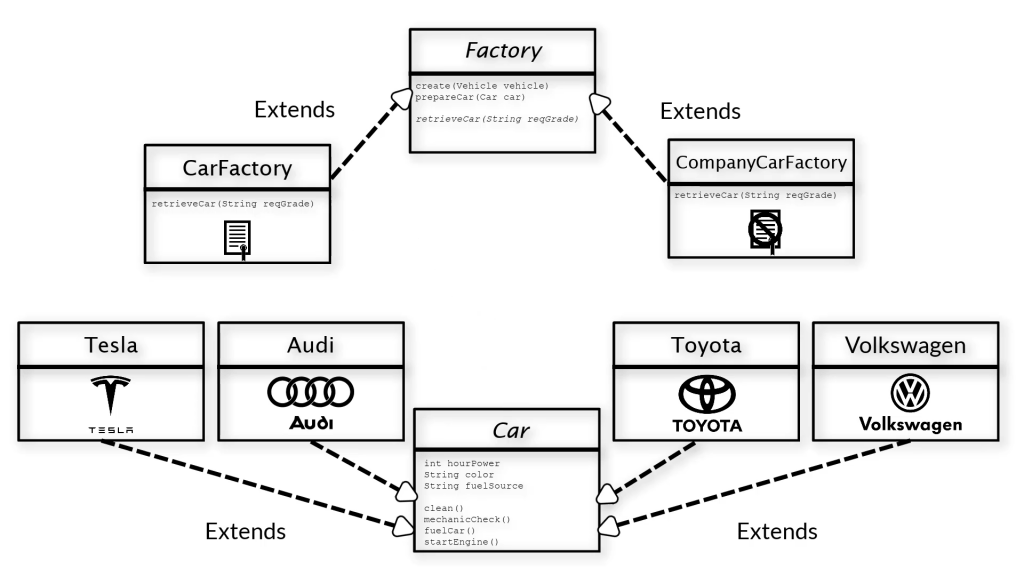 Factory
create(Vehicle vehicle)
prepareCar(Car car)
retrieveCar(String reqGrade)
Extends
Extends
CarFactory
retrieveCar(String reqGrade)
CompanyCarFactory
retrieveCar(String reqGrade)
Tesla
TESLA
Audi
Audi
Toyota
TOYOTA
Volkswagen
Volkswagen
Car
int hourPower
String color
String fuelSource
clean()
mechanicCheck()
fuelCar()
startEngine()
Extends
Extends